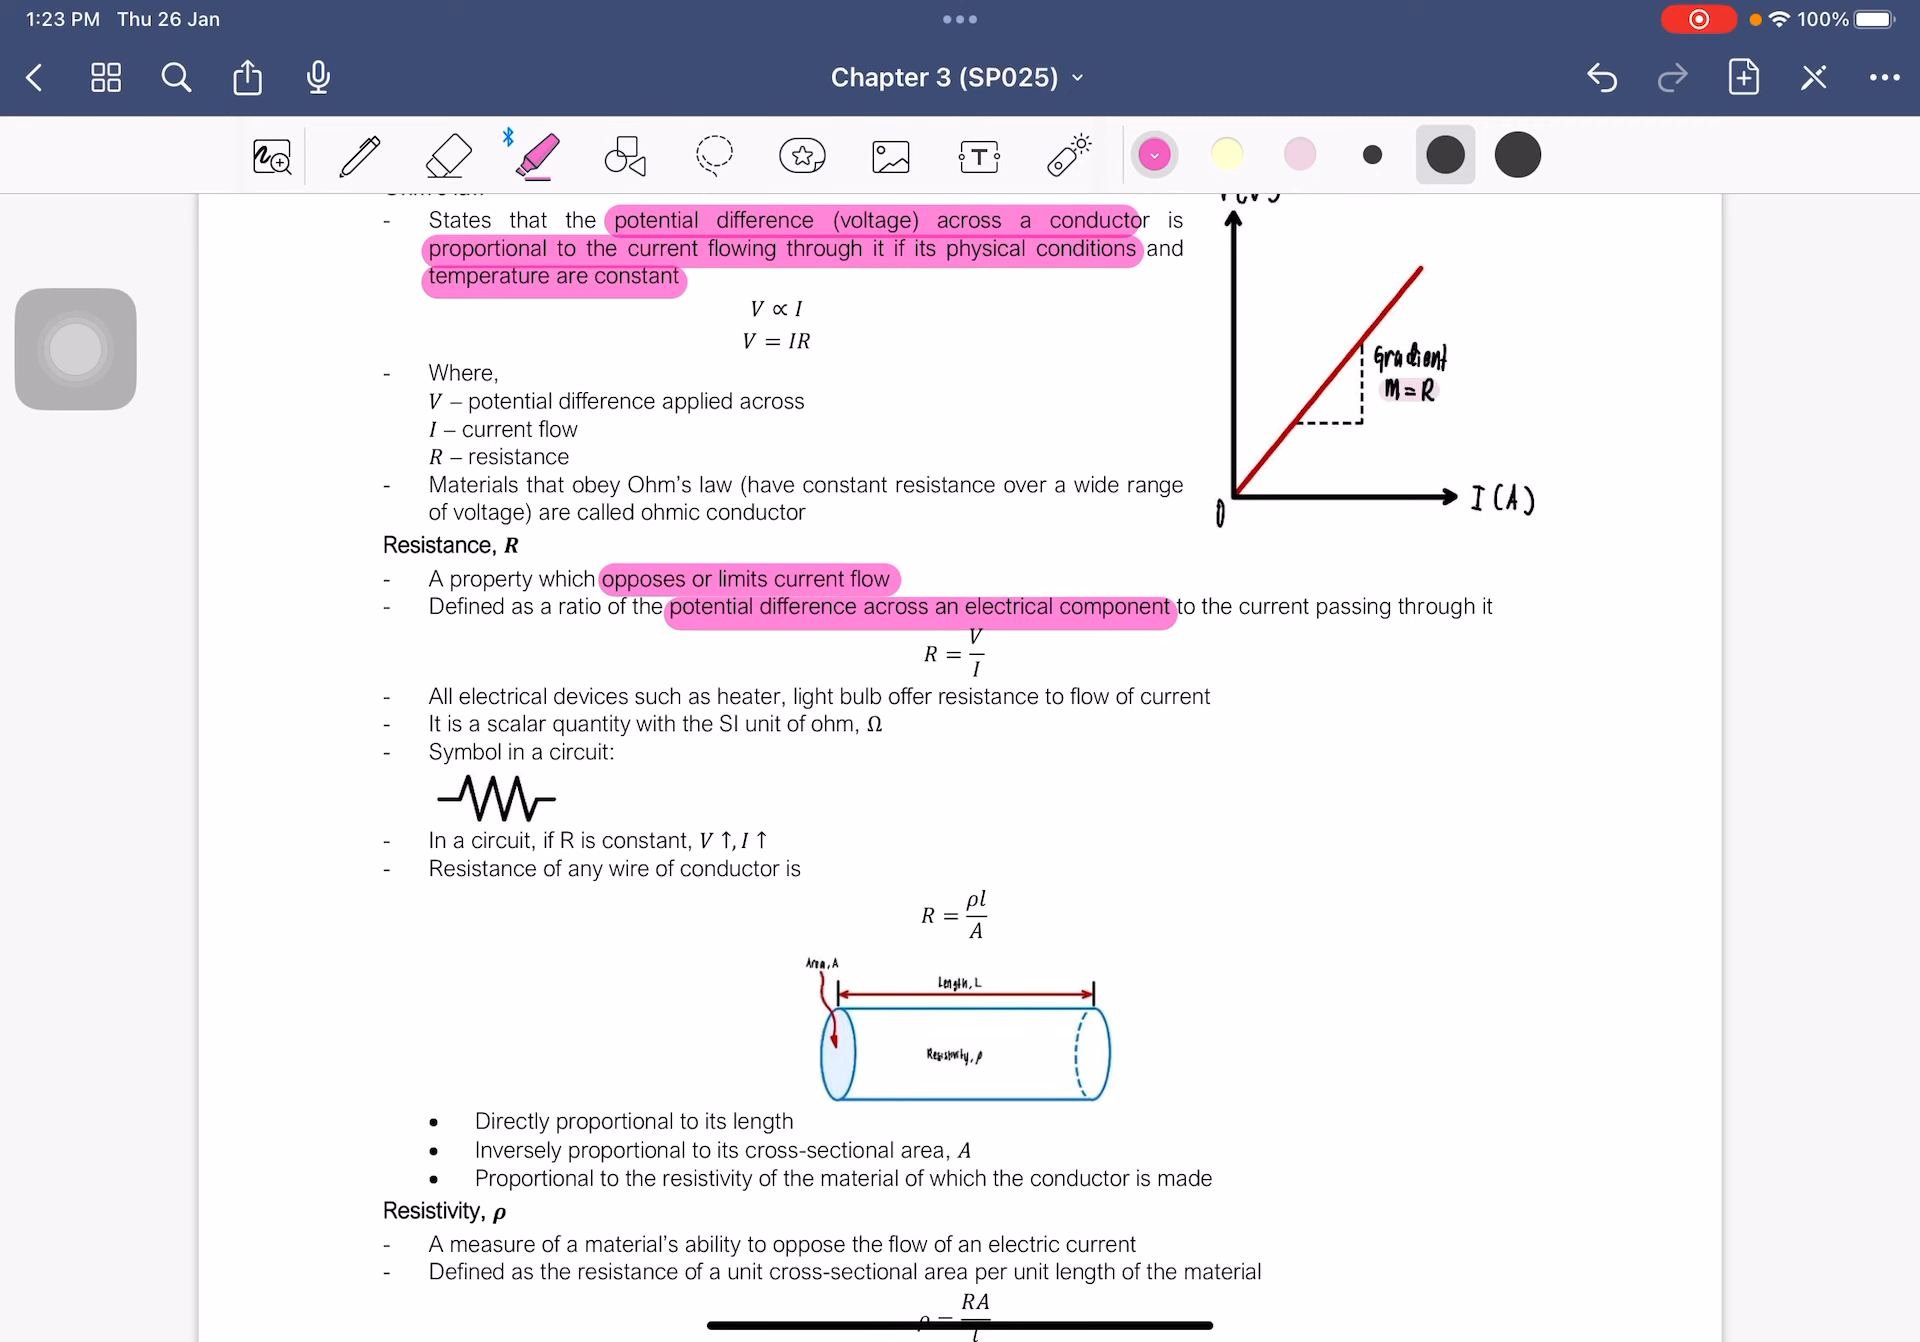 1:23 PM Thu 26 Jan
100%
Chapter 3 (SP025)
- States that the potential difference (voltage) across a conductor is
proportional to the current flowing through it if its physical conditions and
temperature are constant
V ∝ I
V = IR
- Where,
V – potential difference applied across
I – current flow
R – resistance
- Materials that obey Ohm's law (have constant resistance over a wide range
of voltage) are called ohmic conductor
Gradient
m = R
0
I (A)
Resistance, R
- A property which opposes or limits current flow
- Defined as a ratio of the potential difference across an electrical component to the current passing through it
R = V/I
- All electrical devices such as heater, light bulb offer resistance to flow of current
- It is a scalar quantity with the SI unit of ohm, Ω
- Symbol in a circuit:
- In a circuit, if R is constant, V ↑, I ↑
- Resistance of any wire of conductor is
R = ρl/A
Area, A
Length, L
Resistivity, ρ
• Directly proportional to its length
• Inversely proportional to its cross-sectional area, A
• Proportional to the resistivity of the material of which the conductor is made
Resistivity, ρ
- A measure of a material's ability to oppose the flow of an electric current
- Defined as the resistance of a unit cross-sectional area per unit length of the material
ρ = RA/l